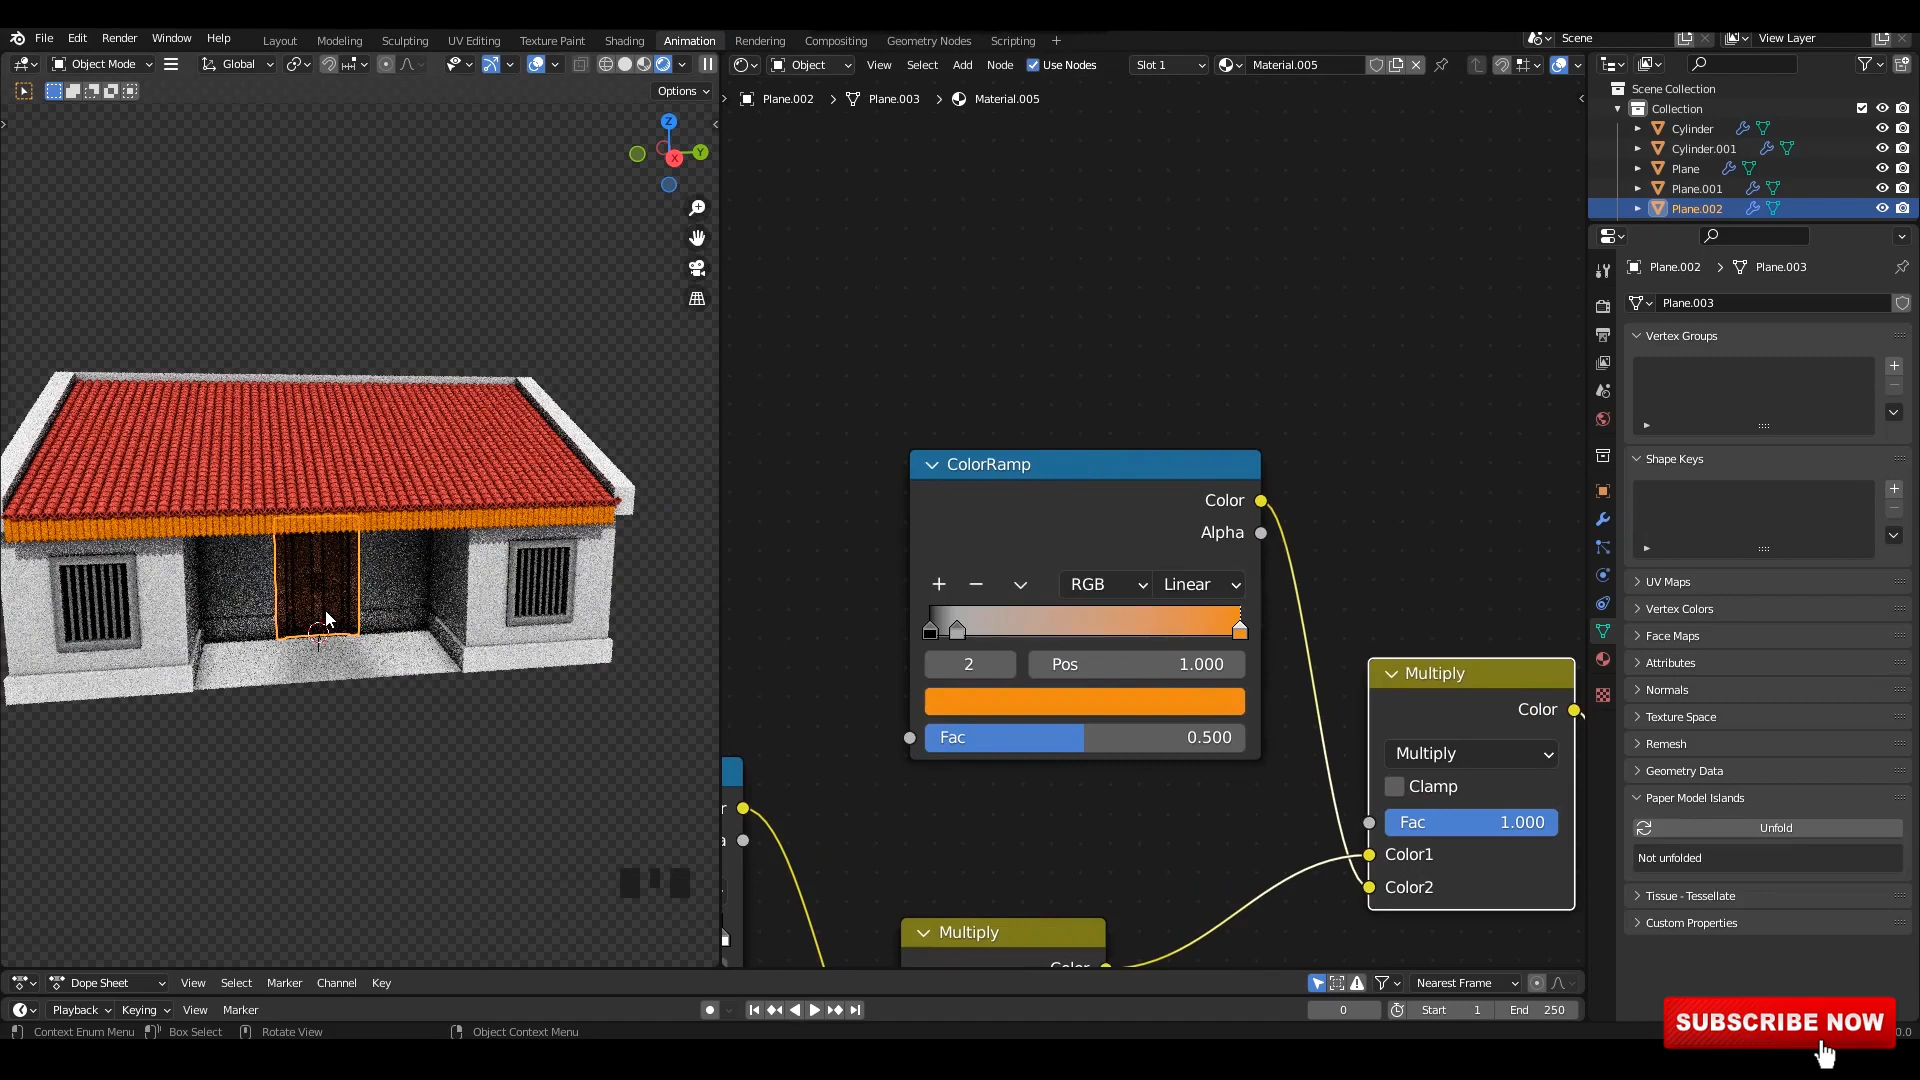 File Edit Render Window Help
Layout Modeling Sculpting UV Editing Texture Paint Shading Animation Rendering Compositing Geometry Nodes Scripting +
Scene
View Layer
Object Mode Global
Options
Object View Select Add Node Use Nodes Slot 1 Material.005
Plane.002 > Plane.003 > Material.005
Scene Collection
Collection
Cylinder
Cylinder.001
Plane
Plane.001
Plane.002
Plane.002 > Plane.003
Plane.003
Vertex Groups
Shape Keys
UV Maps
Vertex Colors
Face Maps
Attributes
Normals
Texture Space
Remesh
Geometry Data
Paper Model Islands
Unfold
Not unfolded
Tissue - Tessellate
Custom Properties
Z
Y
X
ColorRamp
Color
Alpha
RGB Linear
2 Pos 1.000
Fac 0.500
Multiply
Color
Multiply
Clamp
Fac 1.000
Color1
Color2
Multiply
Color
Dope Sheet View Select Marker Channel Key
Nearest Frame
Playback Keying View Marker
0 Start 1 End 250
Context Enum Menu Box Select Rotate View Object Context Menu
SUBSCRIBE NOW